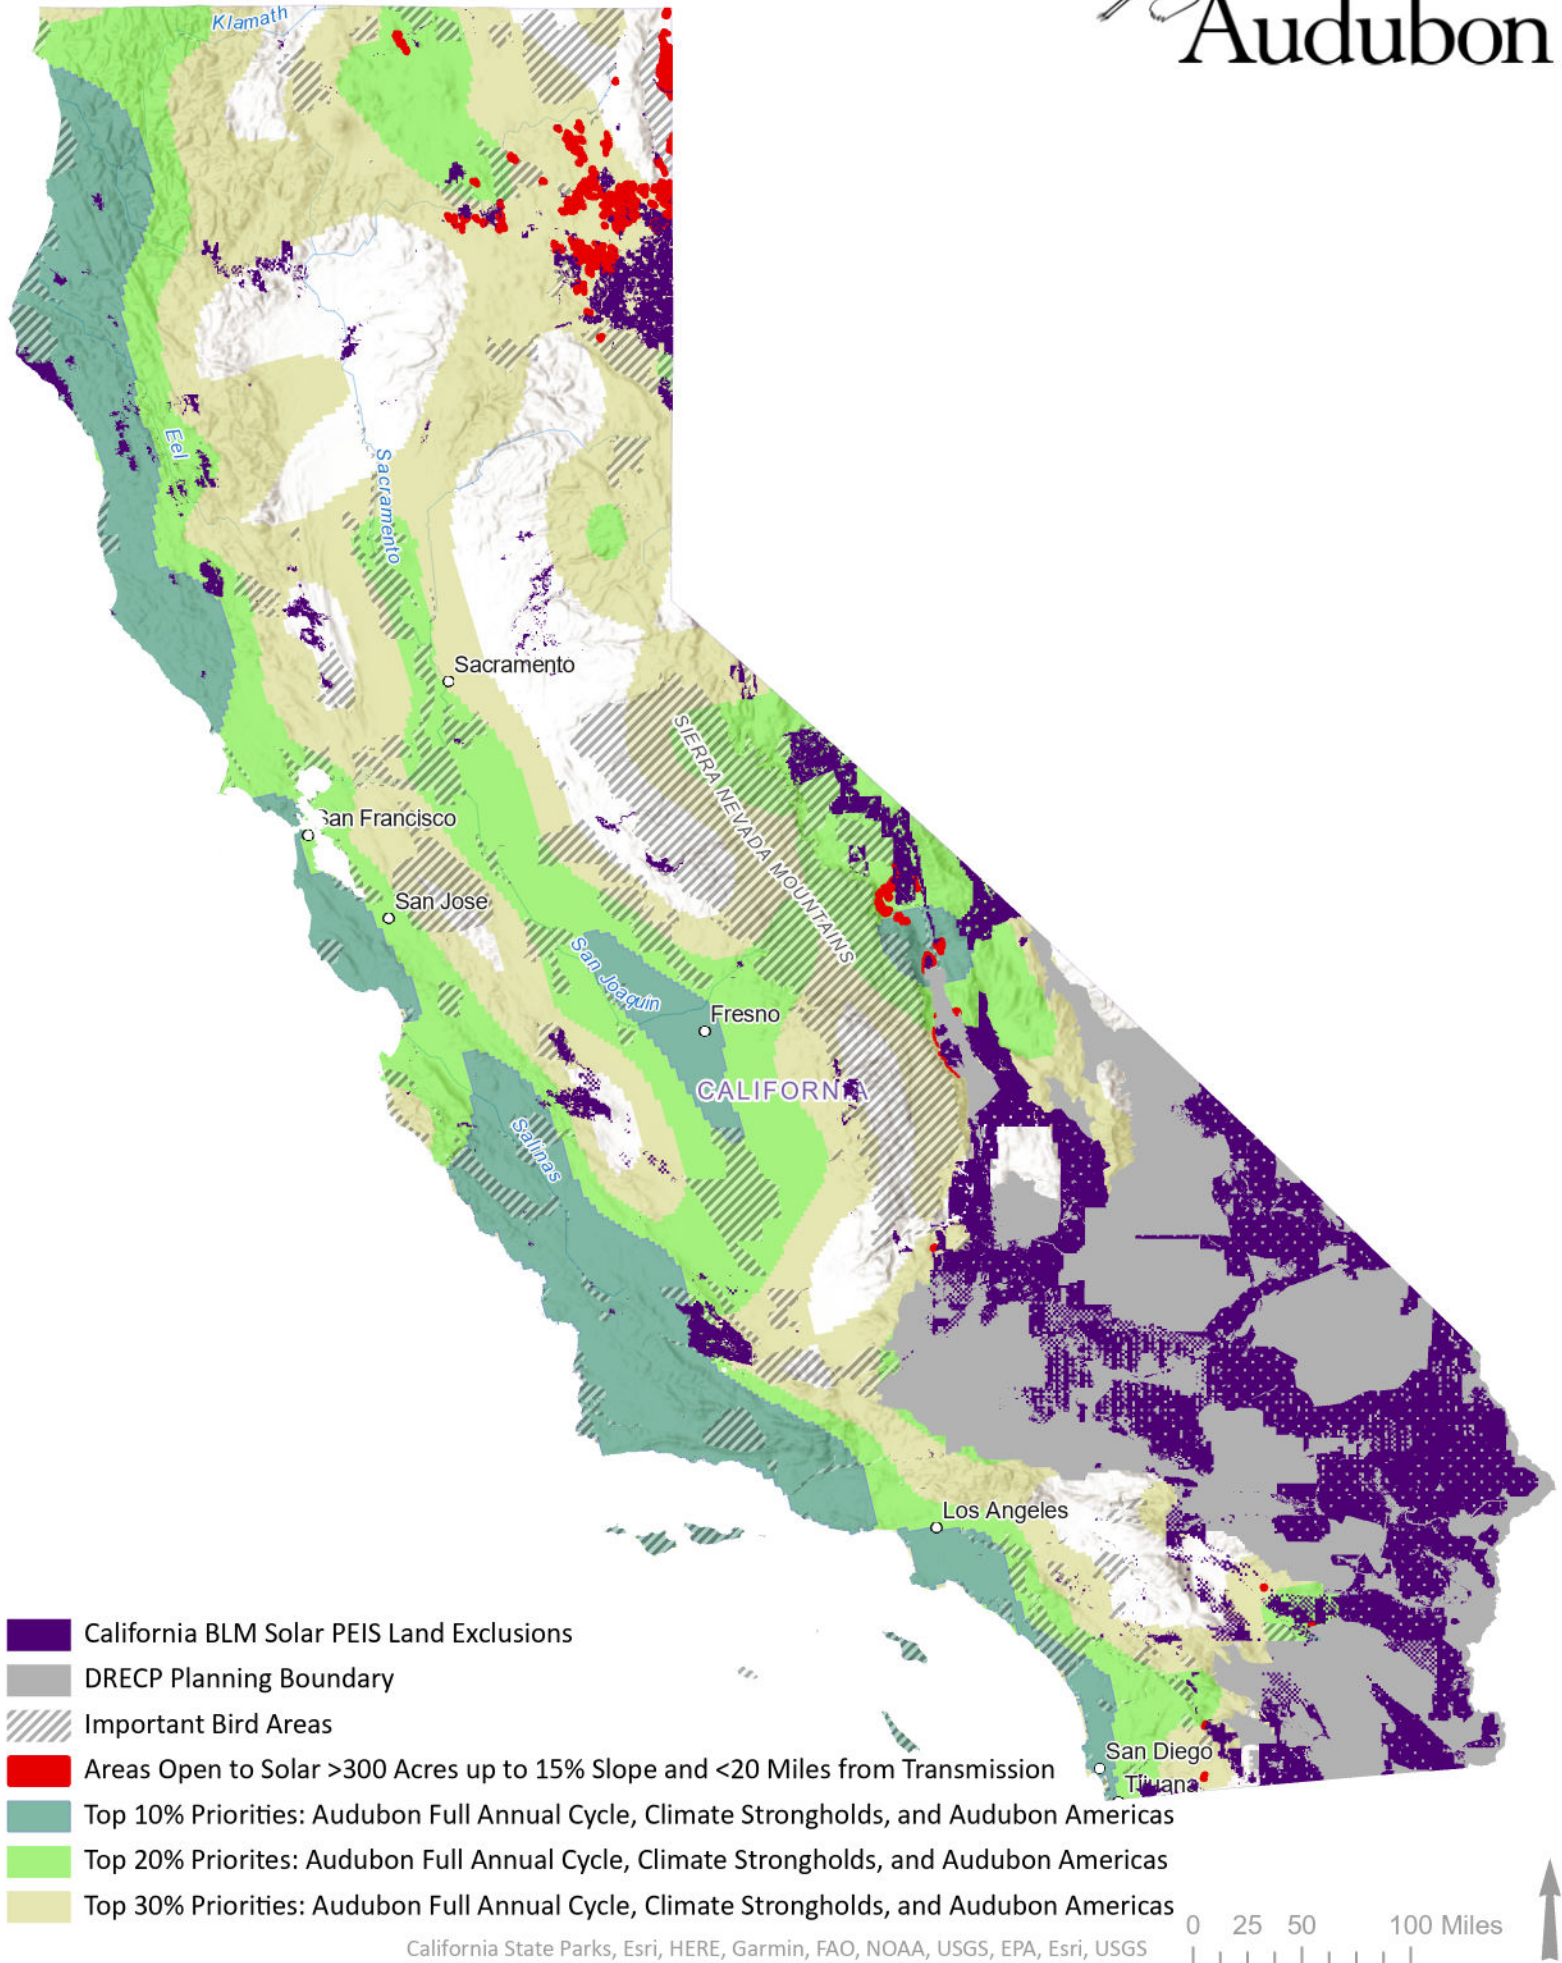 Audubon
Klamath
Eel
Sacramento
Sacramento
SIERRA NEVADA MOUNTAINS
San Francisco
San Jose
San Joaquin
Fresno
CALIFORNIA
Salinas
Los Angeles
San Diego
Tijuana
California BLM Solar PEIS Land Exclusions
DRECP Planning Boundary
Important Bird Areas
Areas Open to Solar >300 Acres up to 15% Slope and <20 Miles from Transmission
Top 10% Priorities: Audubon Full Annual Cycle, Climate Strongholds, and Audubon Americas
Top 20% Priorites: Audubon Full Annual Cycle, Climate Strongholds, and Audubon Americas
Top 30% Priorities: Audubon Full Annual Cycle, Climate Strongholds, and Audubon Americas
0 25 50 100 Miles
California State Parks, Esri, HERE, Garmin, FAO, NOAA, USGS, EPA, Esri, USGS